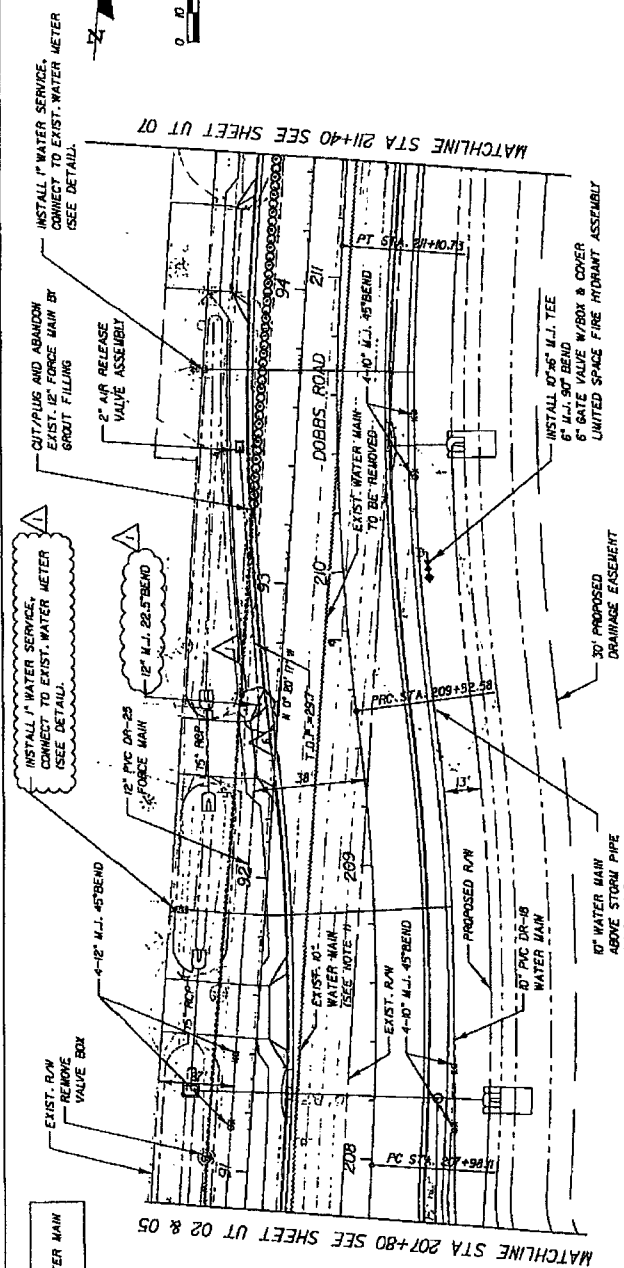 ER MAIN
EXIST. R/W
REMOVE
VALVE BOX
4-12" M.J. 45°BEND
INSTALL 1" WATER SERVICE,
CONNECT TO EXIST. WATER METER
(SEE DETAIL).
1
12" M.J. 22.5°BEND
1
12" PVC DR-25
FORCE MAIN
CUT/PLUG AND ABANDON
EXIST. 12" FORCE MAIN BY
GROUT FILLING
2" AIR RELEASE
VALVE ASSEMBLY
INSTALL 1" WATER SERVICE,
CONNECT TO EXIST. WATER METER
(SEE DETAIL).
N
0 10
15" RCP
15" RCP
91
92
93
94
1
38'
EXIST. 10"
WATER MAIN
(SEE NOTE 1)
EXIST. WATER MAIN
TO BE REMOVED
DOBBS ROAD
208
209
210
211
PC STA. 207+98.11
PRC STA. 209+52.58
PT STA. 211+10.73
EXIST. R/W
4-10" M.J. 45°BEND
4-10" M.J. 45°BEND
13'
PROPOSED R/W
10" PVC DR-18
WATER MAIN
10" WATER MAIN
ABOVE STORM PIPE
30' PROPOSED
DRAINAGE EASEMENT
INSTALL 10"x6" M.J. TEE
6" M.J. 90° BEND
6" GATE VALVE W/BOX & COVER
LIMITED SPACE FIRE HYDRANT ASSEMBLY
MATCHLINE STA 207+80 SEE SHEET UT 02 & 05
MATCHLINE STA 211+40 SEE SHEET UT 07